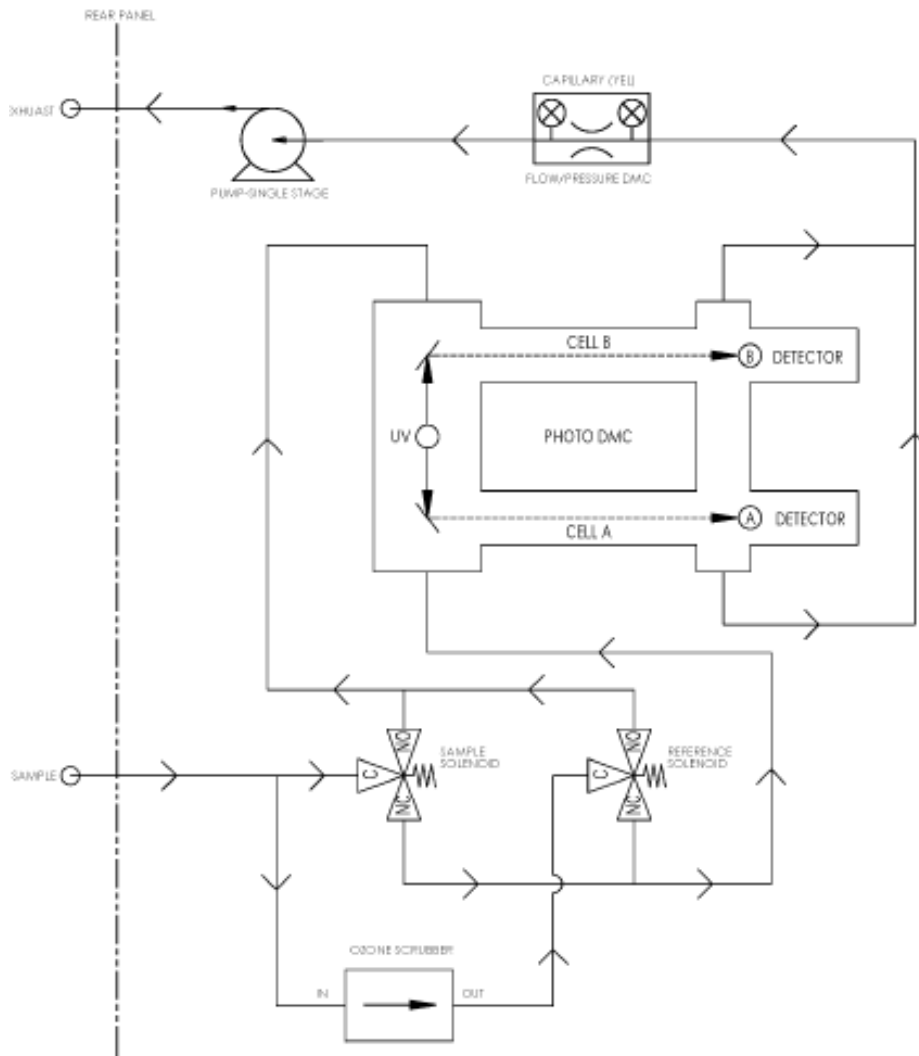 REAR PANEL
EXHUAST
CAPILLARY (YEL)
PUMP-SINGLE STAGE
FLOW/PRESSURE DMC
CELL B
B DETECTOR
UV
PHOTO DMC
A DETECTOR
CELL A
NO
NO
SAMPLE
SOLENOID
REFERENCE
SOLENOID
SAMPLE
C
C
NC
NC
OZONE SCRUBBER
IN
OUT